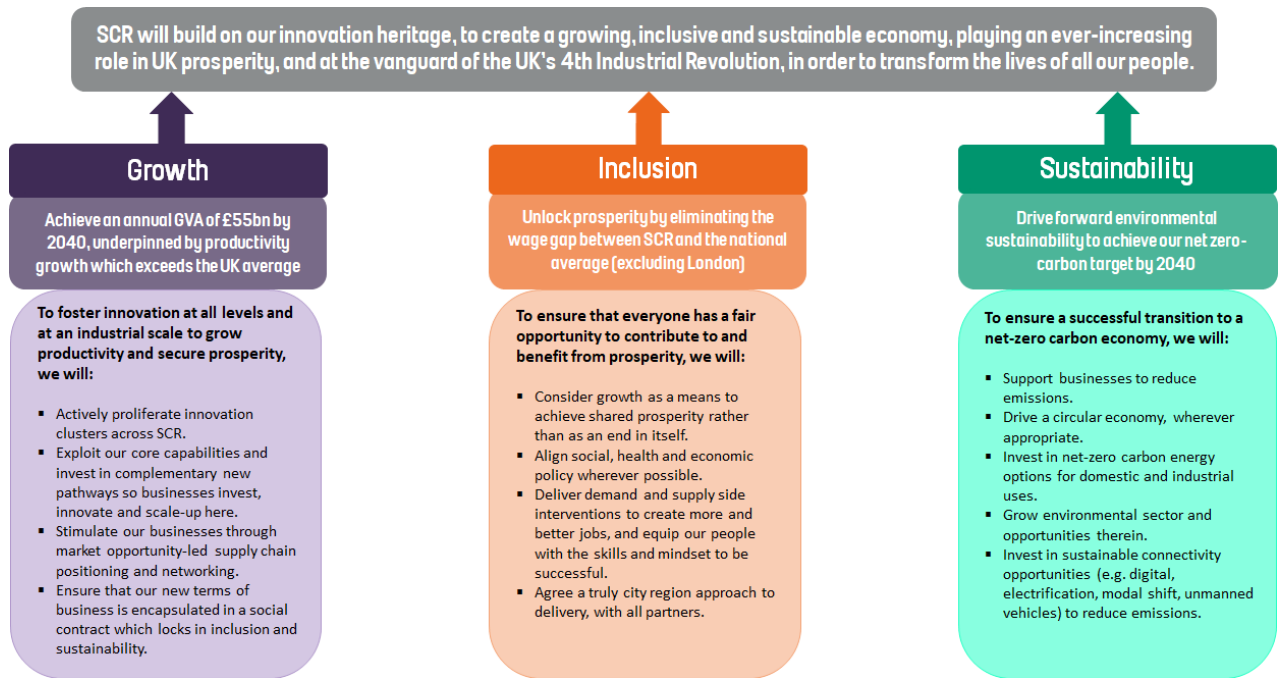 SCR will build on our innovation heritage, to create a growing, inclusive and sustainable economy, playing an ever-increasing
role in UK prosperity, and at the vanguard of the UK's 4th Industrial Revolution, in order to transform the lives of all our people.
Growth
Achieve an annual GVA of £55bn by
2040, underpinned by productivity
growth which exceeds the UK average
To foster innovation at all levels and
at an industrial scale to grow
productivity and secure prosperity,
we will:
▪ Actively proliferate innovation
clusters across SCR.
▪ Exploit our core capabilities and
invest in complementary new
pathways so businesses invest,
innovate and scale-up here.
▪ Stimulate our businesses through
market opportunity-led supply chain
positioning and networking.
▪ Ensure that our new terms of
business is encapsulated in a social
contract which locks in inclusion and
sustainability.
Inclusion
Unlock prosperity by eliminating the
wage gap between SCR and the national
average (excluding London)
To ensure that everyone has a fair
opportunity to contribute to and
benefit from prosperity, we will:
▪ Consider growth as a means to
achieve shared prosperity rather
than as an end in itself.
▪ Align social, health and economic
policy wherever possible.
▪ Deliver demand and supply side
interventions to create more and
better jobs, and equip our people
with the skills and mindset to be
successful.
▪ Agree a truly city region approach to
delivery, with all partners.
Sustainability
Drive forward environmental
sustainability to achieve our net zero-
carbon target by 2040
To ensure a successful transition to a
net-zero carbon economy, we will:
▪ Support businesses to reduce
emissions.
▪ Drive a circular economy, wherever
appropriate.
▪ Invest in net-zero carbon energy
options for domestic and industrial
uses.
▪ Grow environmental sector and
opportunities therein.
▪ Invest in sustainable connectivity
opportunities (e.g. digital,
electrification, modal shift, unmanned
vehicles) to reduce emissions.